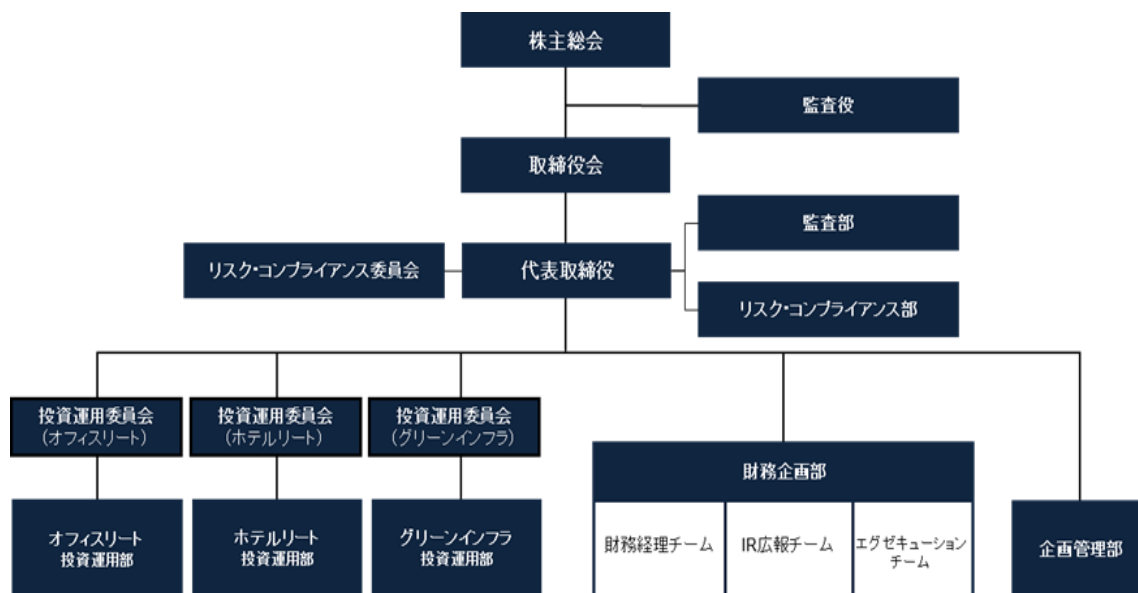 株主総会
監査役
取締役会
監査部
リスク・コンプライアンス委員会
代表取締役
リスク・コンプライアンス部
投資運用委員会
(オフィスリート)
投資運用委員会
(ホテルリート)
投資運用委員会
(グリーンインフラ)
財務企画部
オフィスリート
投資運用部
ホテルリート
投資運用部
グリーンインフラ
投資運用部
財務経理チーム
IR広報チーム
エグゼキューション
チーム
企画管理部